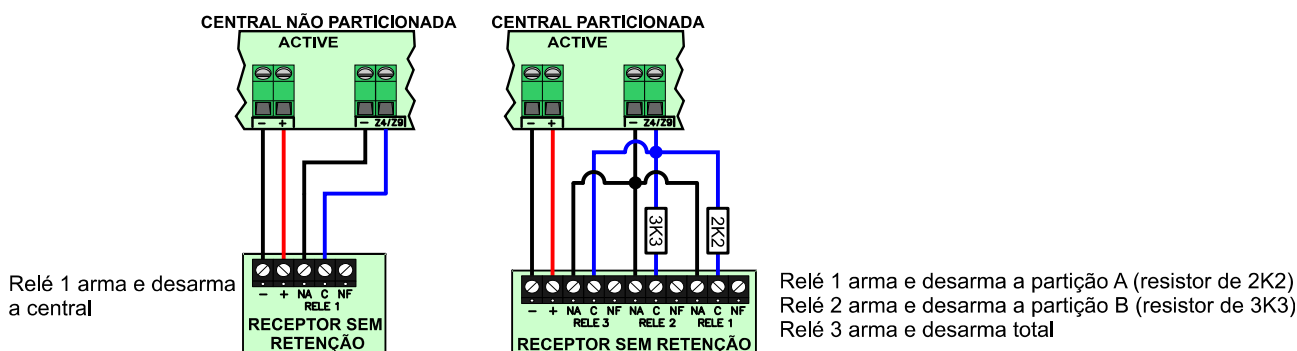 CENTRAL NÃO PARTICIONADA
ACTIVE
− +
− Z4/Z9
Relé 1 arma e desarma
a central
− + NA C NF
RELE 1
RECEPTOR SEM
RETENÇÃO
CENTRAL PARTICIONADA
ACTIVE
− +
− Z4/Z9
3K3
2K2
− + NA C NF NA C NF NA C NF
RELE 3 RELE 2 RELE 1
RECEPTOR SEM RETENÇÃO
Relé 1 arma e desarma a partição A (resistor de 2K2)
Relé 2 arma e desarma a partição B (resistor de 3K3)
Relé 3 arma e desarma total